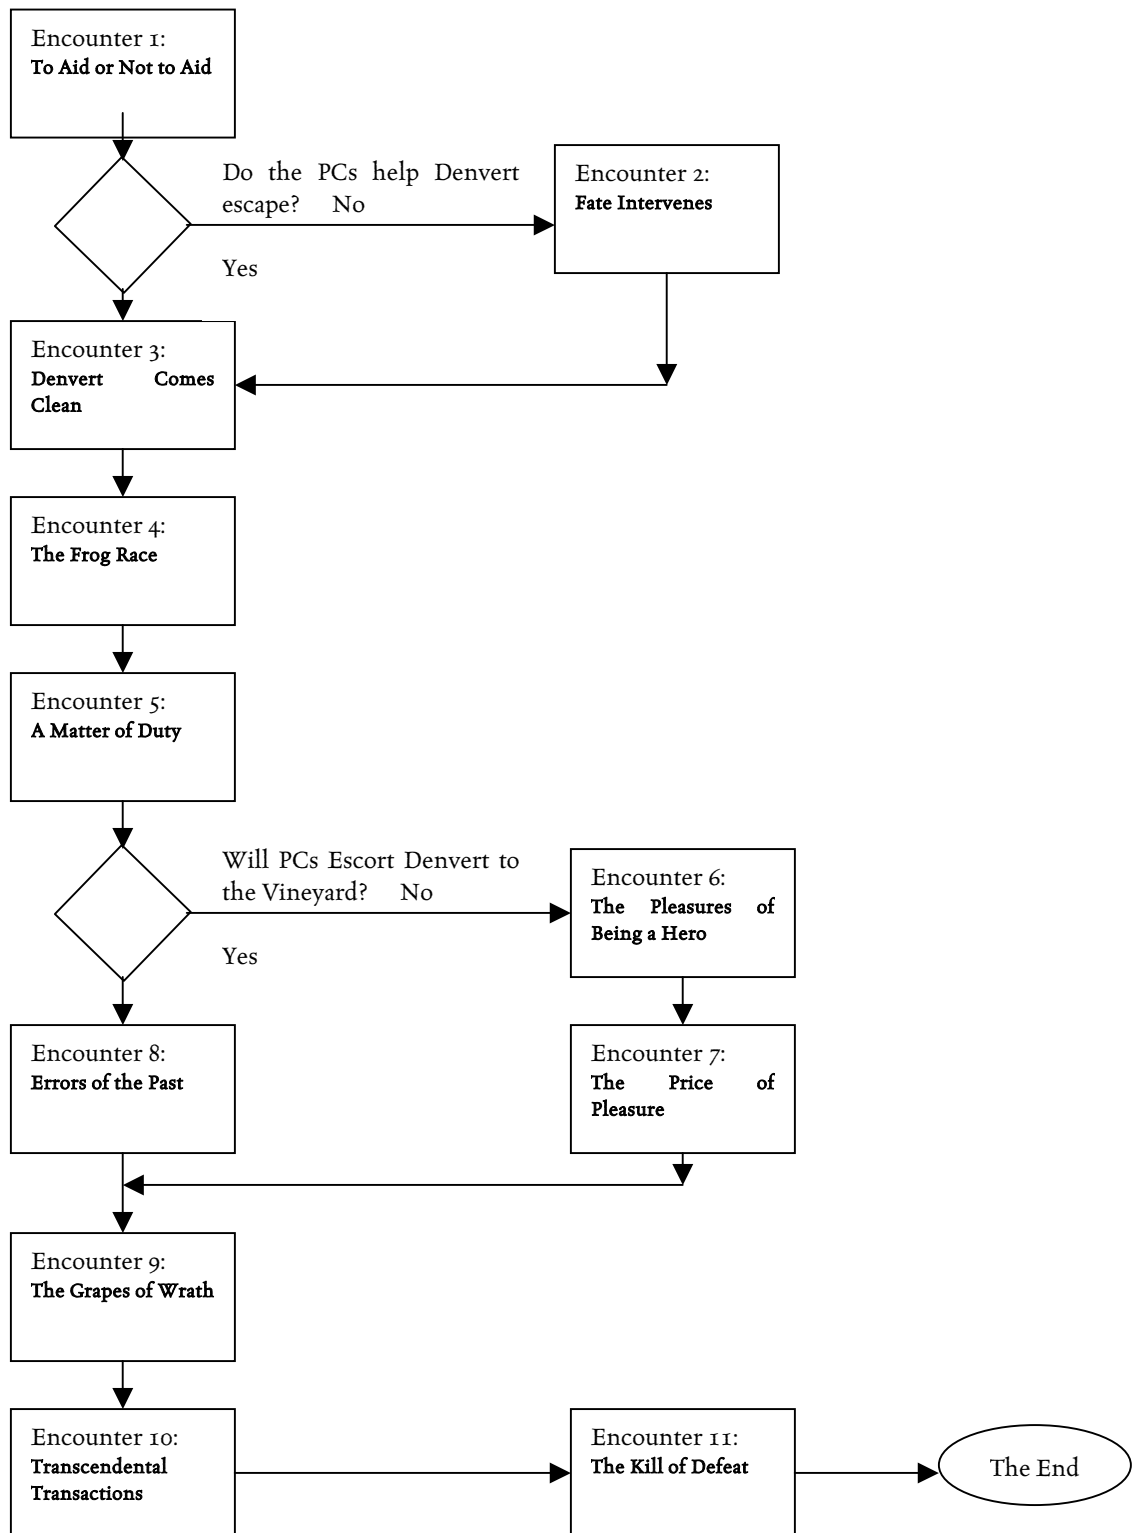 Encounter 1:
To Aid or Not to Aid
Do the PCs help Denvert
escape? No
Yes
Encounter 2:
Fate Intervenes
Encounter 3:
Denvert Comes
Clean
Encounter 4:
The Frog Race
Encounter 5:
A Matter of Duty
Will PCs Escort Denvert to
the Vineyard? No
Yes
Encounter 6:
The Pleasures of
Being a Hero
Encounter 8:
Errors of the Past
Encounter 7:
The Price of
Pleasure
Encounter 9:
The Grapes of Wrath
Encounter 10:
Transcendental
Transactions
Encounter 11:
The Kill of Defeat
The End